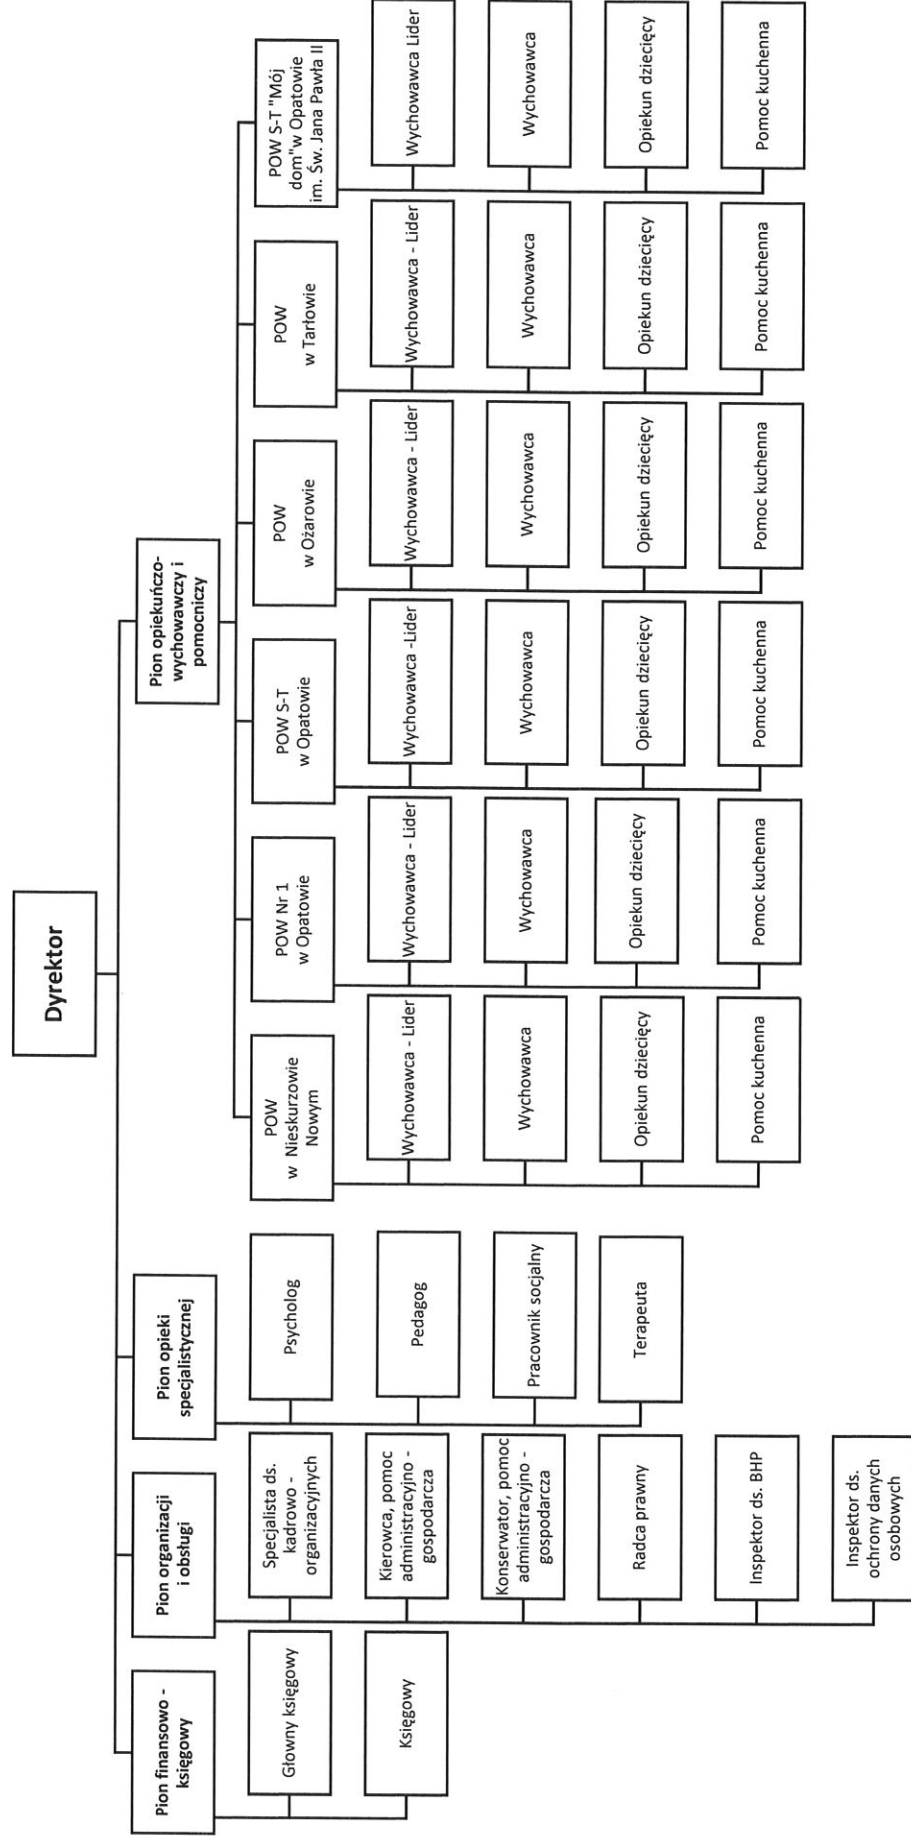 Dyrektor
Pion finansowo -
księgowy
Głowny księgowy
Księgowy
Pion organizacji
i obsługi
Specjalista ds.
kadrowo -
organizacyjnych
Kierowca, pomoc
administracyjno -
gospodarcza
Konserwator, pomoc
administracyjno -
gospodarcza
Radca prawny
Inspektor ds. BHP
Inspektor ds.
ochrony danych
osobowych
Pion opieki
specjalistycznej
Psycholog
Pedagog
Pracownik socjalny
Terapeuta
Pion opiekuńczo-
wychowawczy i
pomocniczy
POW
w Nieskurzowie
Nowym
Wychowawca - Lider
Wychowawca
Opiekun dziecięcy
Pomoc kuchenna
POW Nr 1
w Opatowie
Wychowawca - Lider
Wychowawca
Opiekun dziecięcy
Pomoc kuchenna
POW S-T
w Opatowie
Wychowawca -Lider
Wychowawca
Opiekun dziecięcy
Pomoc kuchenna
POW
w Ożarowie
Wychowawca - Lider
Wychowawca
Opiekun dziecięcy
Pomoc kuchenna
POW
w Tarłowie
Wychowawca - Lider
Wychowawca
Opiekun dziecięcy
Pomoc kuchenna
POW S-T "Mój
dom"w Opatowie
im. Św. Jana Pawła II
Wychowawca Lider
Wychowawca
Opiekun dziecięcy
Pomoc kuchenna